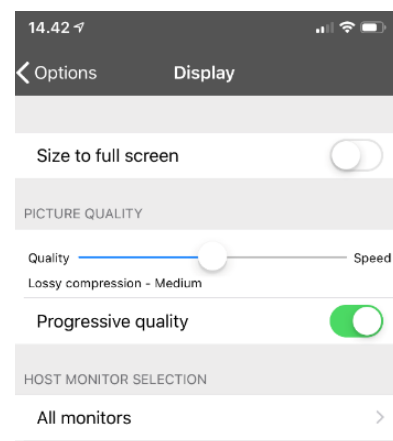 14.42
Options Display
Size to full screen
PICTURE QUALITY
Quality Speed
Lossy compression - Medium
Progressive quality
HOST MONITOR SELECTION
All monitors